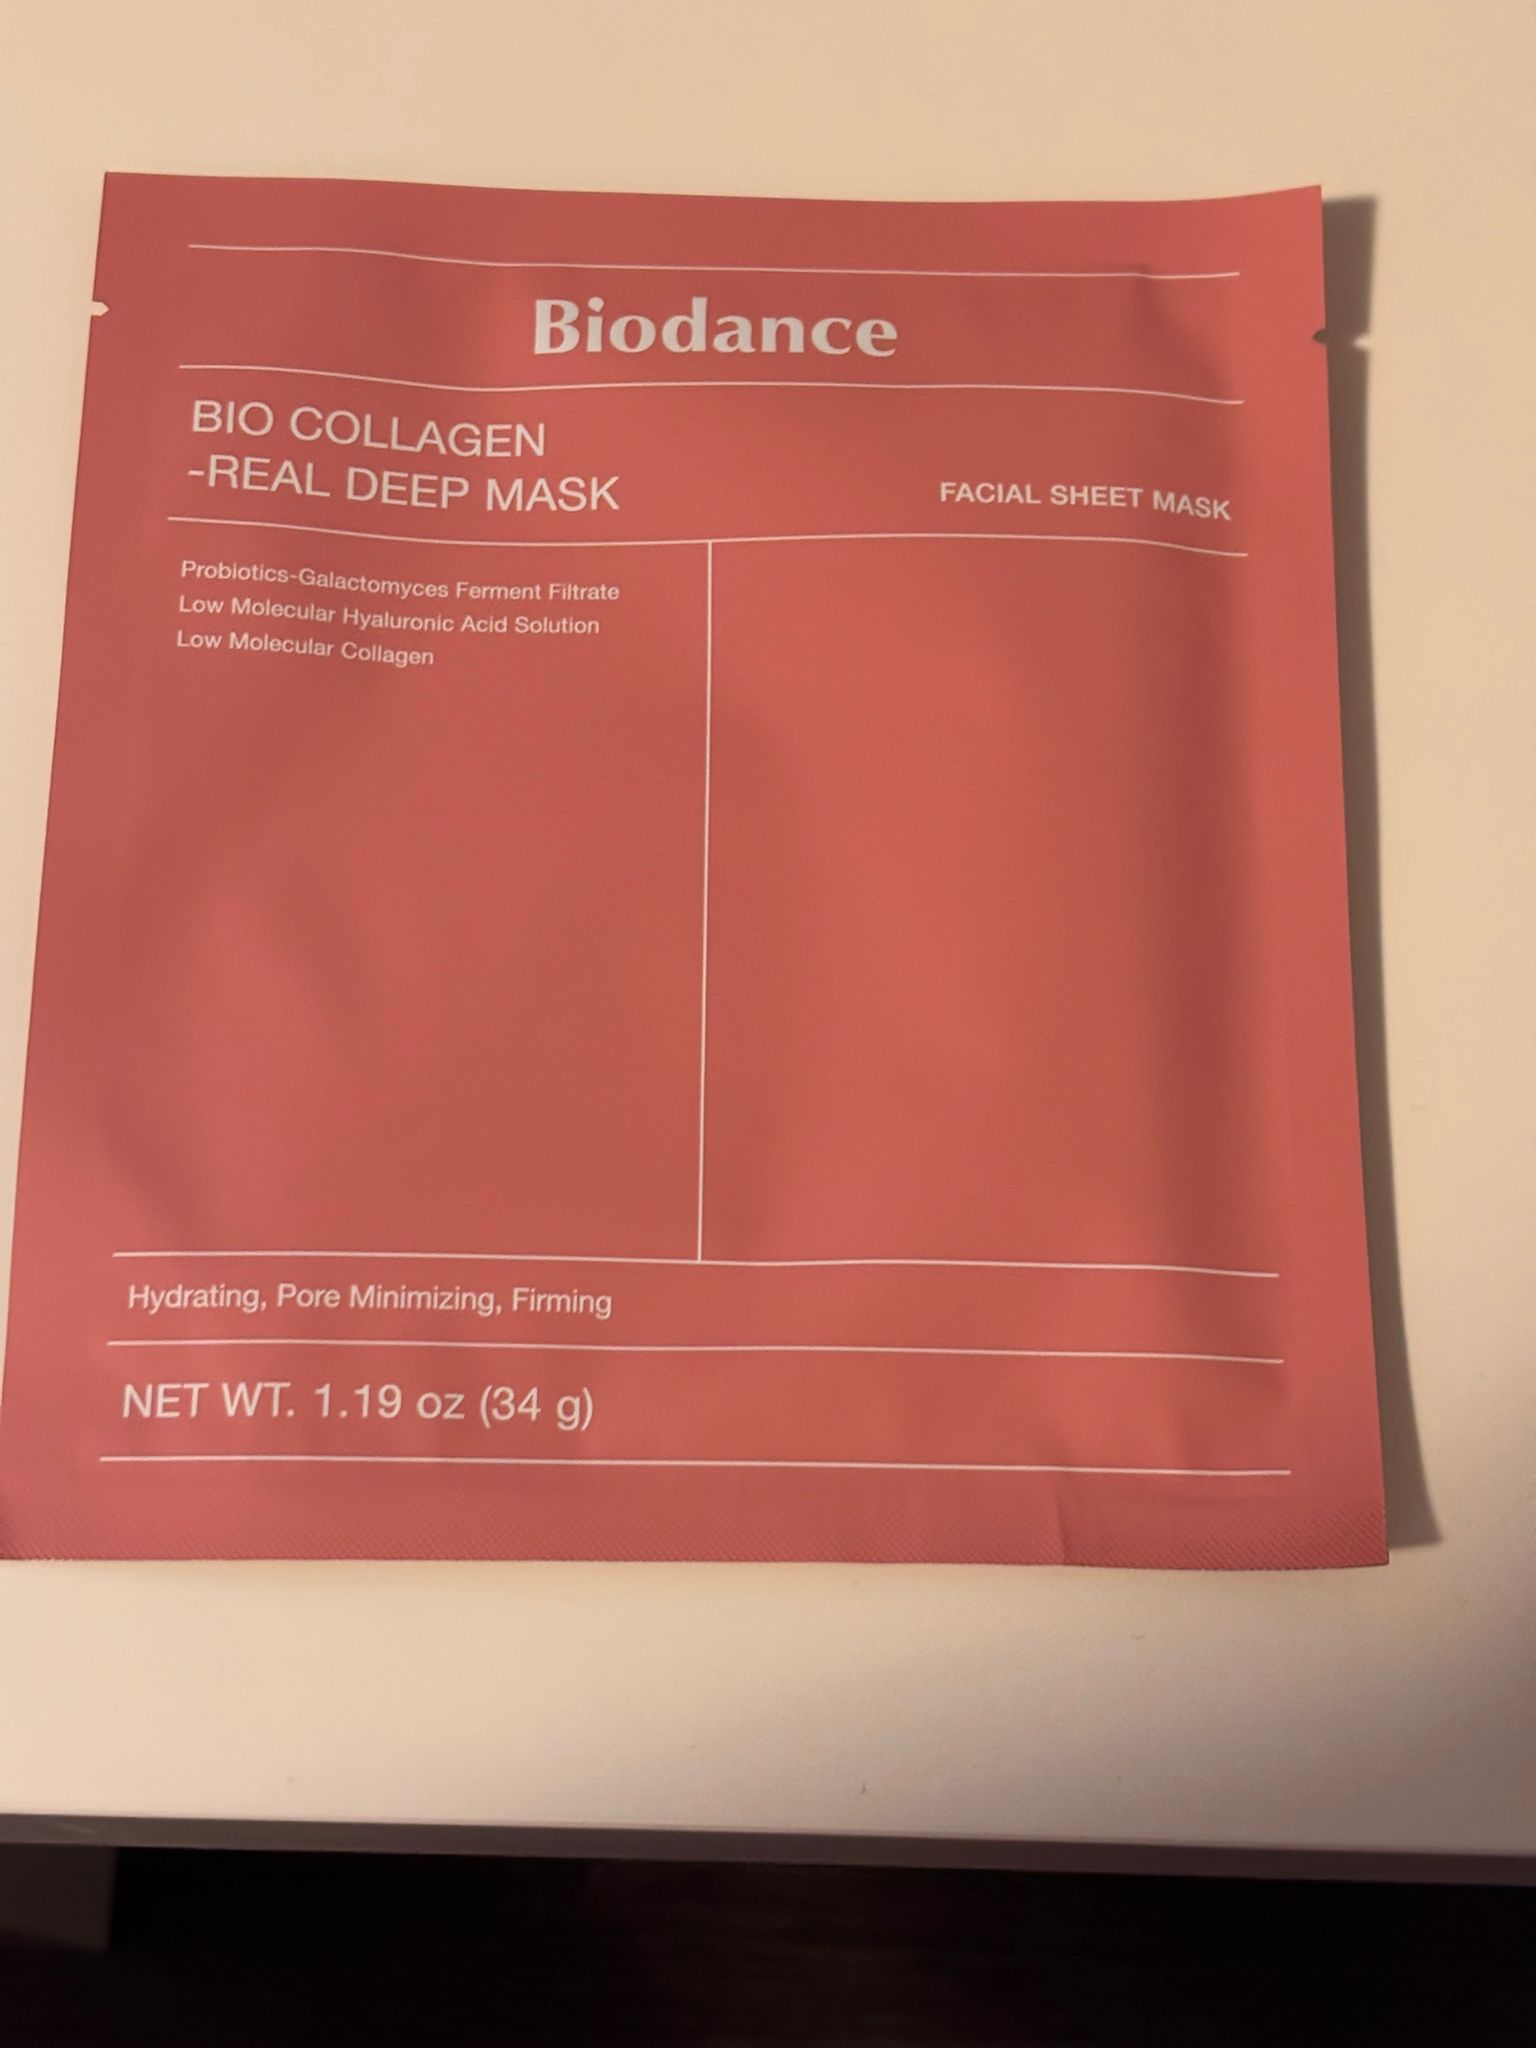 Biodance
BIO COLLAGEN
-REAL DEEP MASK
FACIAL SHEET MASK
Probiotics-Galactomyces Ferment Filtrate
Low Molecular Hyaluronic Acid Solution
Low Molecular Collagen
Hydrating, Pore Minimizing, Firming
NET WT. 1.19 oz (34 g)